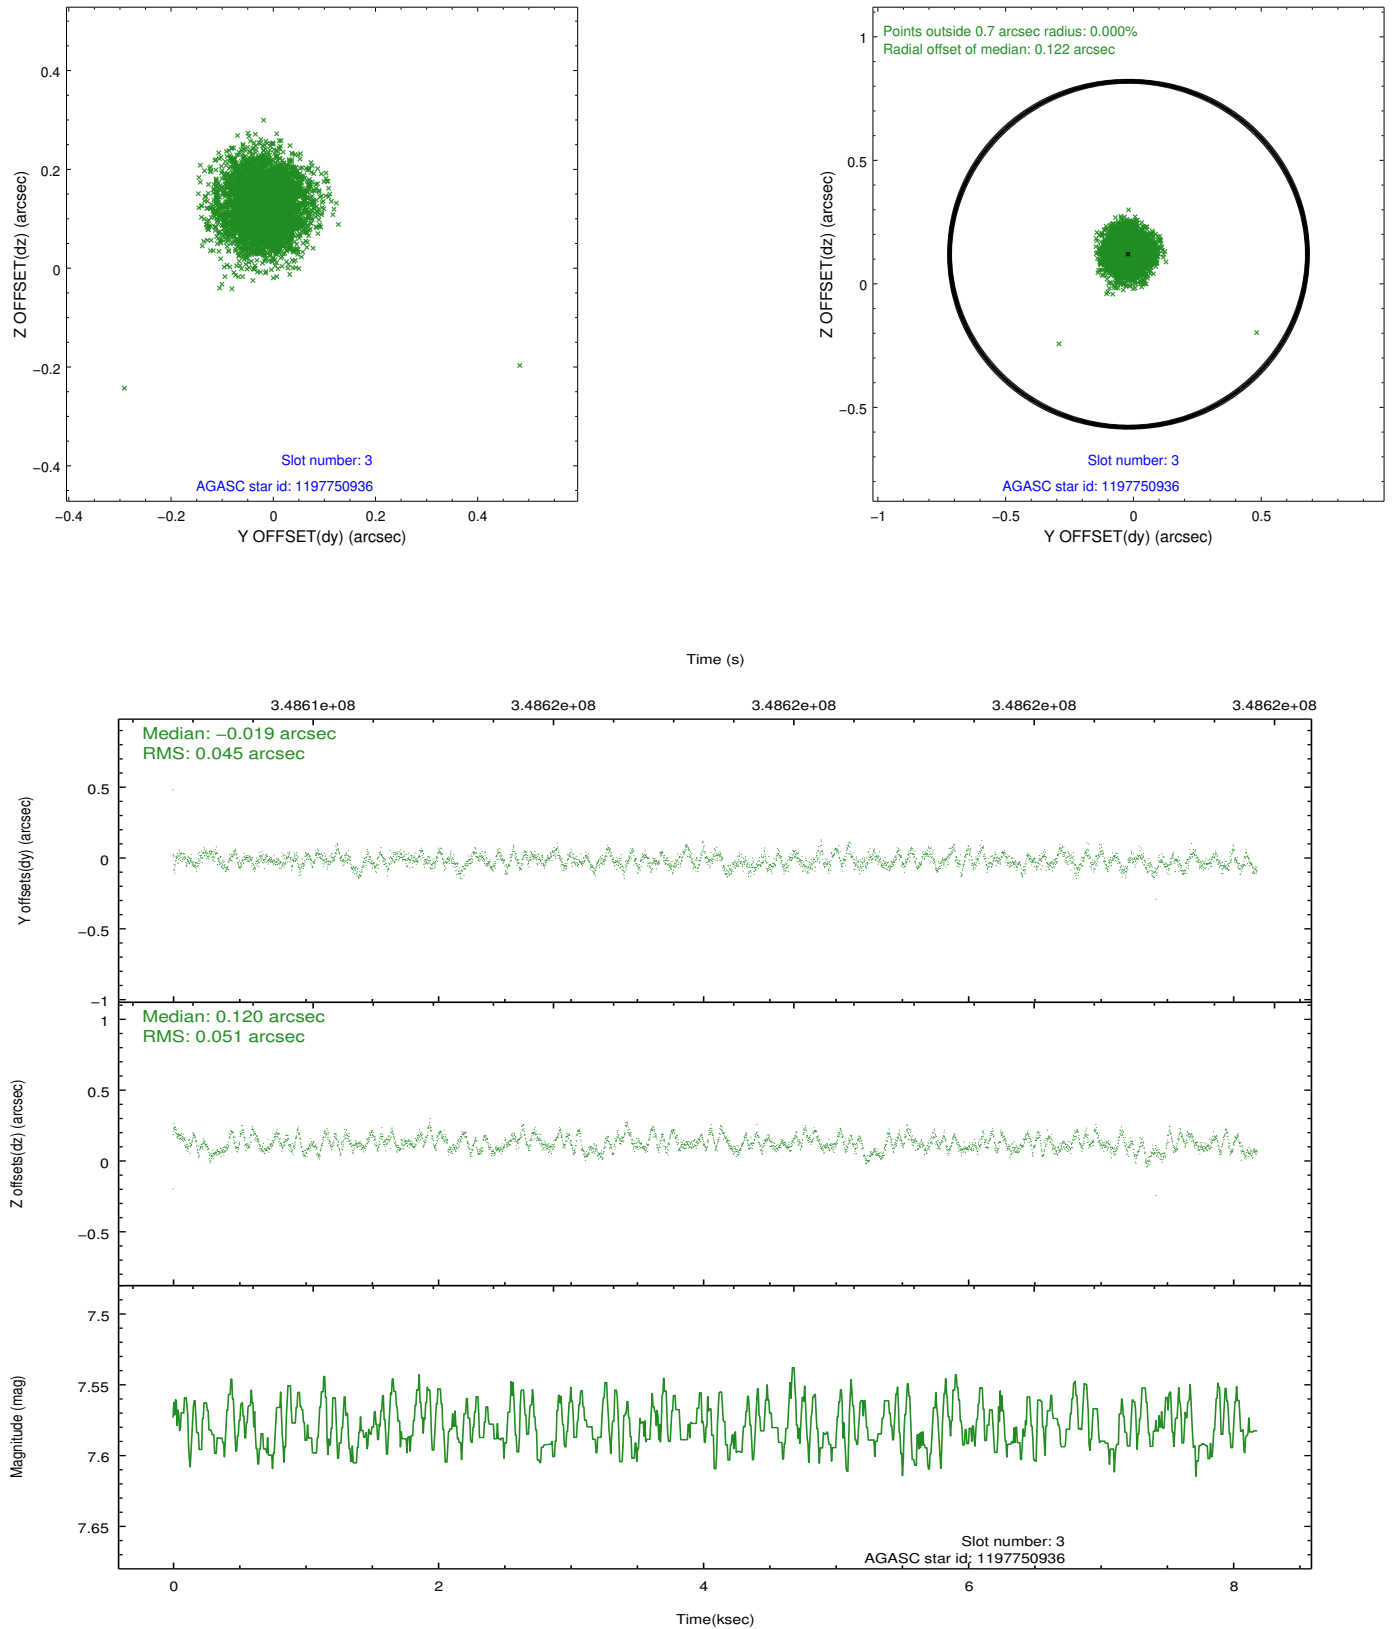 0.4
0.2
0
−0.2
−0.4
Z OFFSET(dz) (arcsec)
Slot number: 3
AGASC star id: 1197750936
−0.4 −0.2 0 0.2 0.4
Y OFFSET(dy) (arcsec)
Points outside 0.7 arcsec radius: 0.000%
Radial offset of median: 0.122 arcsec
1
0.5
0
−0.5
Z OFFSET(dz) (arcsec)
Slot number: 3
AGASC star id: 1197750936
−1 −0.5 0 0.5
Y OFFSET(dy) (arcsec)
Time (s)
3.4861e+08 3.4862e+08 3.4862e+08 3.4862e+08 3.4862e+08
Median: −0.019 arcsec
RMS: 0.045 arcsec
0.5
0
−0.5
−1
Y offsets(dy) (arcsec)
Median: 0.120 arcsec
RMS: 0.051 arcsec
1
0.5
0
−0.5
Z offsets(dz) (arcsec)
7.5
7.55
7.6
7.65
Magnitude (mag)
Slot number: 3
AGASC star id: 1197750936
0 2 4 6 8
Time(ksec)